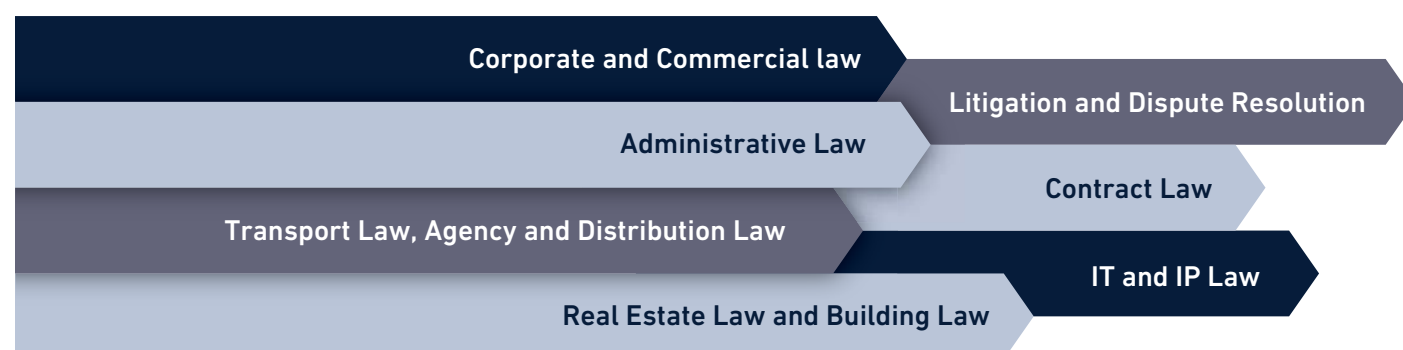 Corporate and Commercial law
Litigation and Dispute Resolution
Administrative Law
Contract Law
Transport Law, Agency and Distribution Law
IT and IP Law
Real Estate Law and Building Law